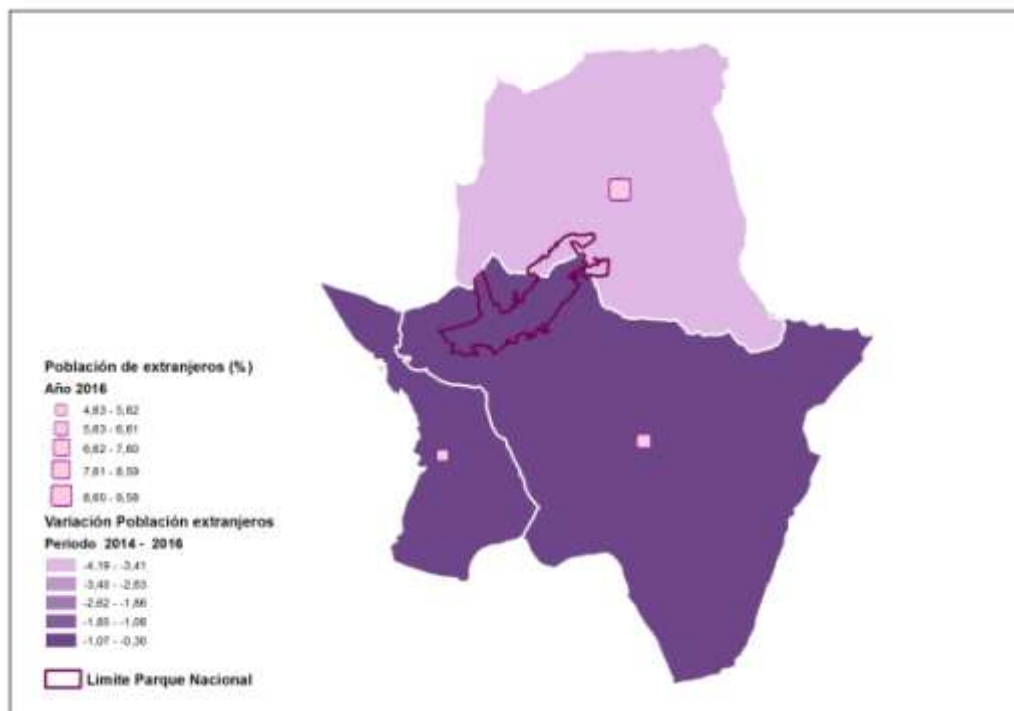 Población de extranjeros (%)
Año 2016
4,83 - 5,62
5,63 - 6,61
6,62 - 7,60
7,61 - 8,59
8,60 - 9,58
Variación Población extranjeros
Periodo 2014 - 2016
-4,19 - -3,41
-3,40 - -2,63
-2,62 - -1,86
-1,85 - -1,08
-1,07 - -0,30
Limite Parque Nacional